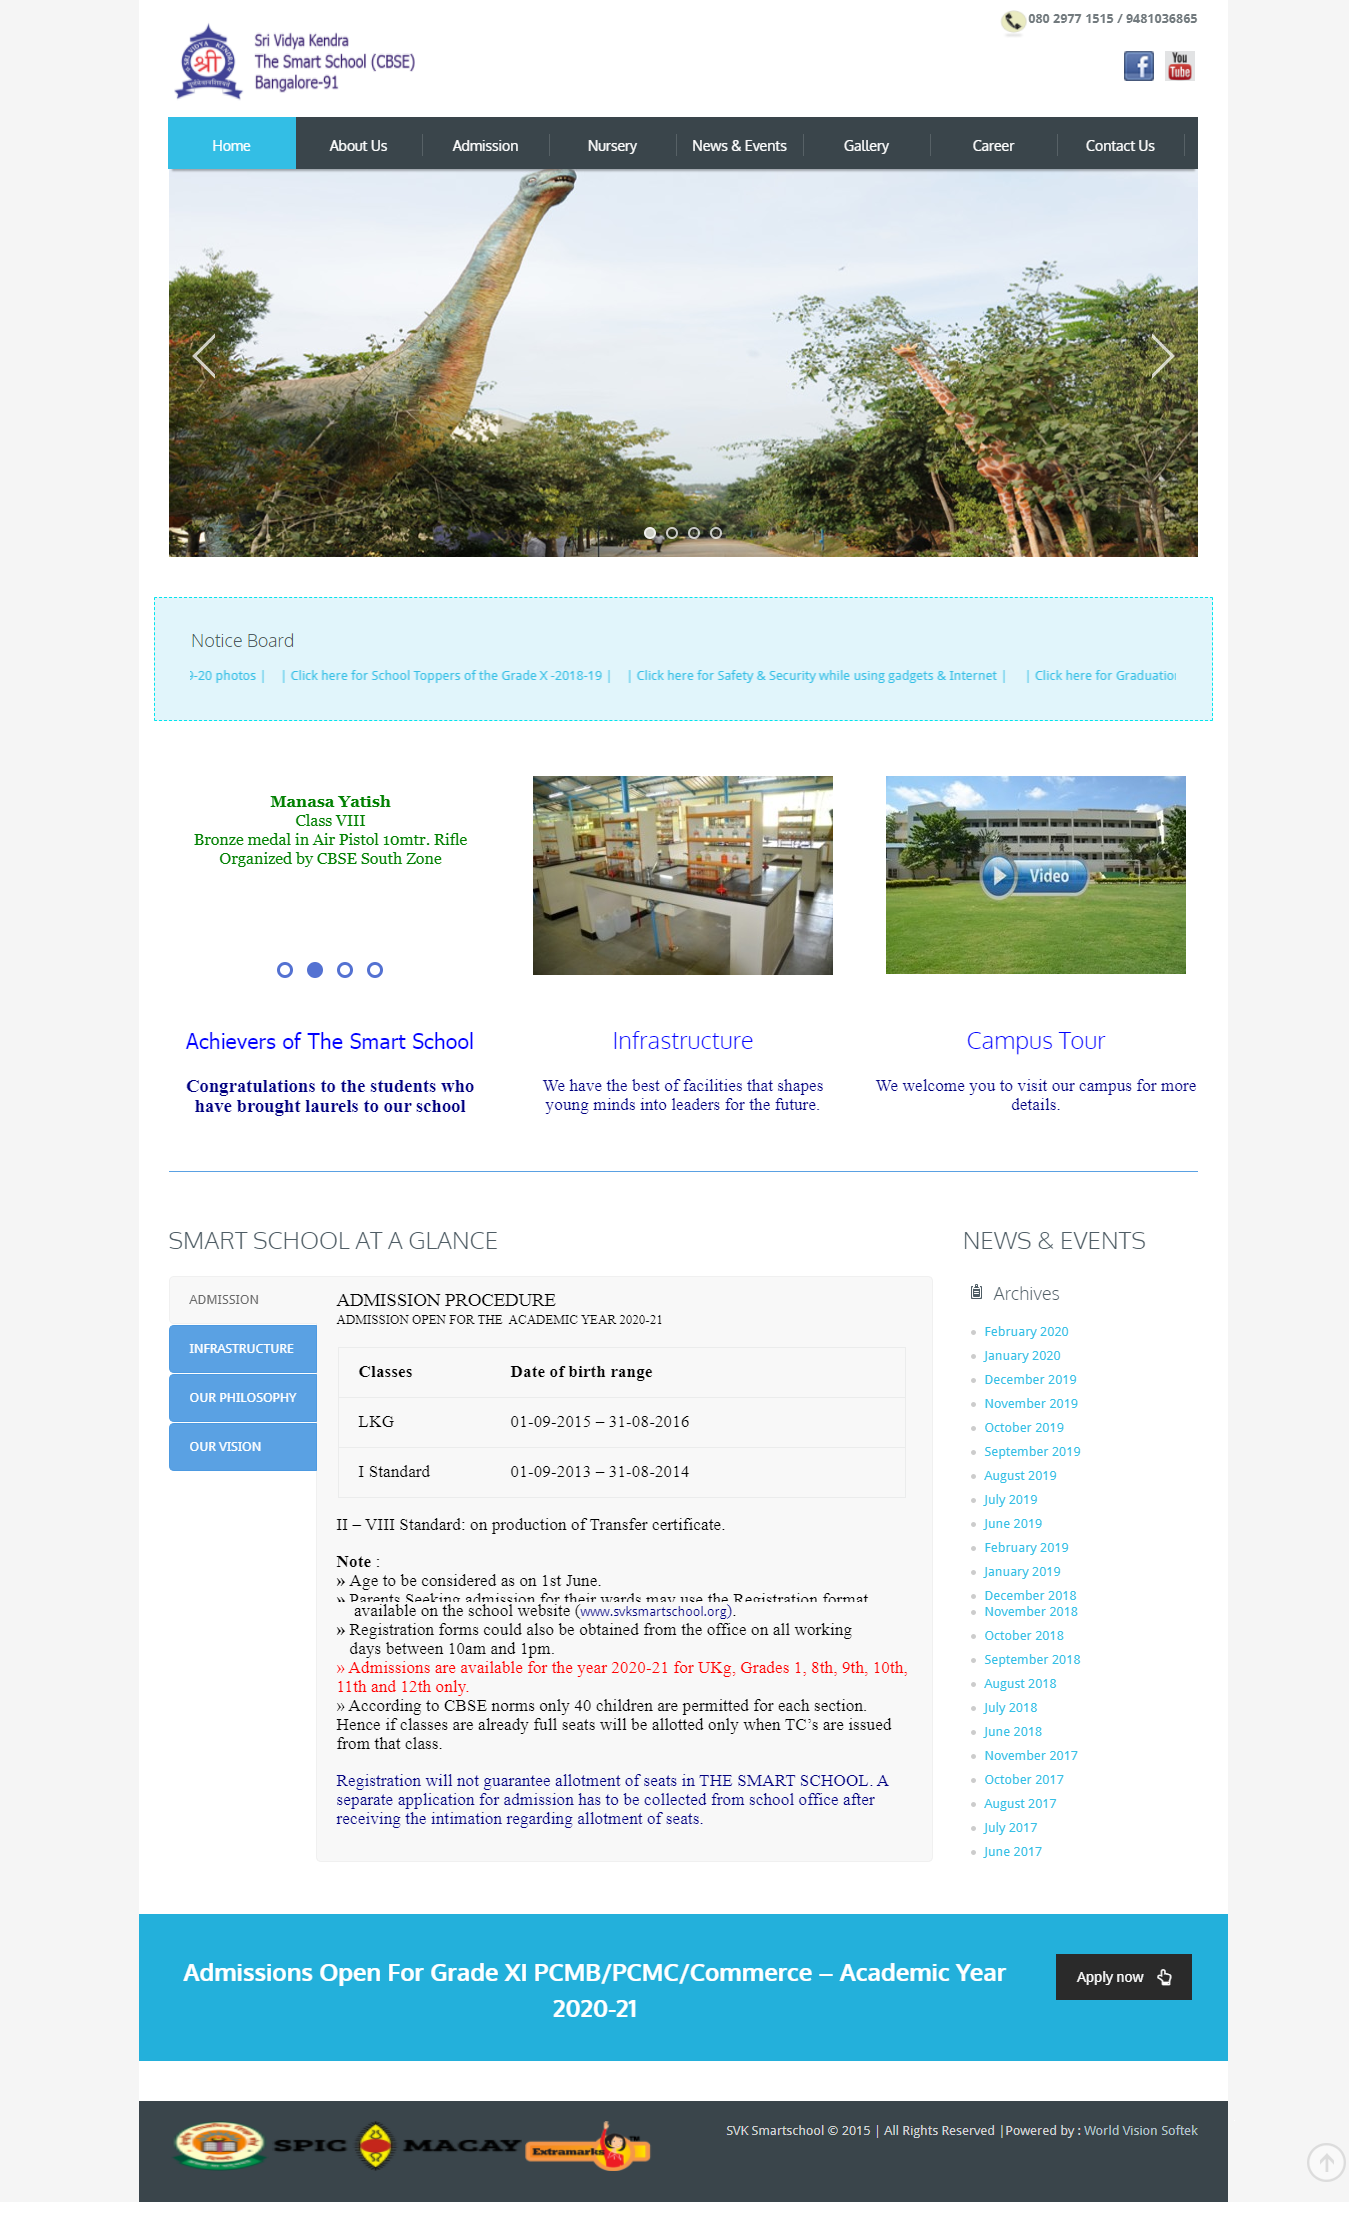 080 2977 1515 / 9481036865
Sri Vidya Kendra
The Smart School (CBSE)
Bangalore-91
You
Tube
Home
About Us
Admission
Nursery
News & Events
Gallery
Career
Contact Us
Notice Board
9-20 photos | | Click here for School Toppers of the Grade X -2018-19 | | Click here for Safety & Security while using gadgets & Internet | | Click here for Graduation
Manasa Yatish
Class VIII
Bronze medal in Air Pistol 10mtr. Rifle
Organized by CBSE South Zone
Video
Achievers of The Smart School
Congratulations to the students who
have brought laurels to our school
Infrastructure
We have the best of facilities that shapes
young minds into leaders for the future.
Campus Tour
We welcome you to visit our campus for more
details.
SMART SCHOOL AT A GLANCE
ADMISSION
INFRASTRUCTURE
OUR PHILOSOPHY
OUR VISION
ADMISSION PROCEDURE
ADMISSION OPEN FOR THE ACADEMIC YEAR 2020-21
Classes Date of birth range
LKG 01-09-2015 – 31-08-2016
I Standard 01-09-2013 – 31-08-2014
II – VIII Standard: on production of Transfer certificate.
Note :
» Age to be considered as on 1st June.
» Parents Seeking admission for their wards may use the Registration format
available on the school website (www.svksmartschool.org).
» Registration forms could also be obtained from the office on all working
days between 10am and 1pm.
» Admissions are available for the year 2020-21 for UKg, Grades 1, 8th, 9th, 10th,
11th and 12th only.
» According to CBSE norms only 40 children are permitted for each section.
Hence if classes are already full seats will be allotted only when TC’s are issued
from that class.
Registration will not guarantee allotment of seats in THE SMART SCHOOL. A
separate application for admission has to be collected from school office after
receiving the intimation regarding allotment of seats.
NEWS & EVENTS
Archives
February 2020
January 2020
December 2019
November 2019
October 2019
September 2019
August 2019
July 2019
June 2019
February 2019
January 2019
December 2018
November 2018
October 2018
September 2018
August 2018
July 2018
June 2018
November 2017
October 2017
August 2017
July 2017
June 2017
Admissions Open For Grade XI PCMB/PCMC/Commerce – Academic Year
2020-21
Apply now
SPIC MACAY
Extramarks
TM
SVK Smartschool © 2015 | All Rights Reserved |Powered by : World Vision Softek